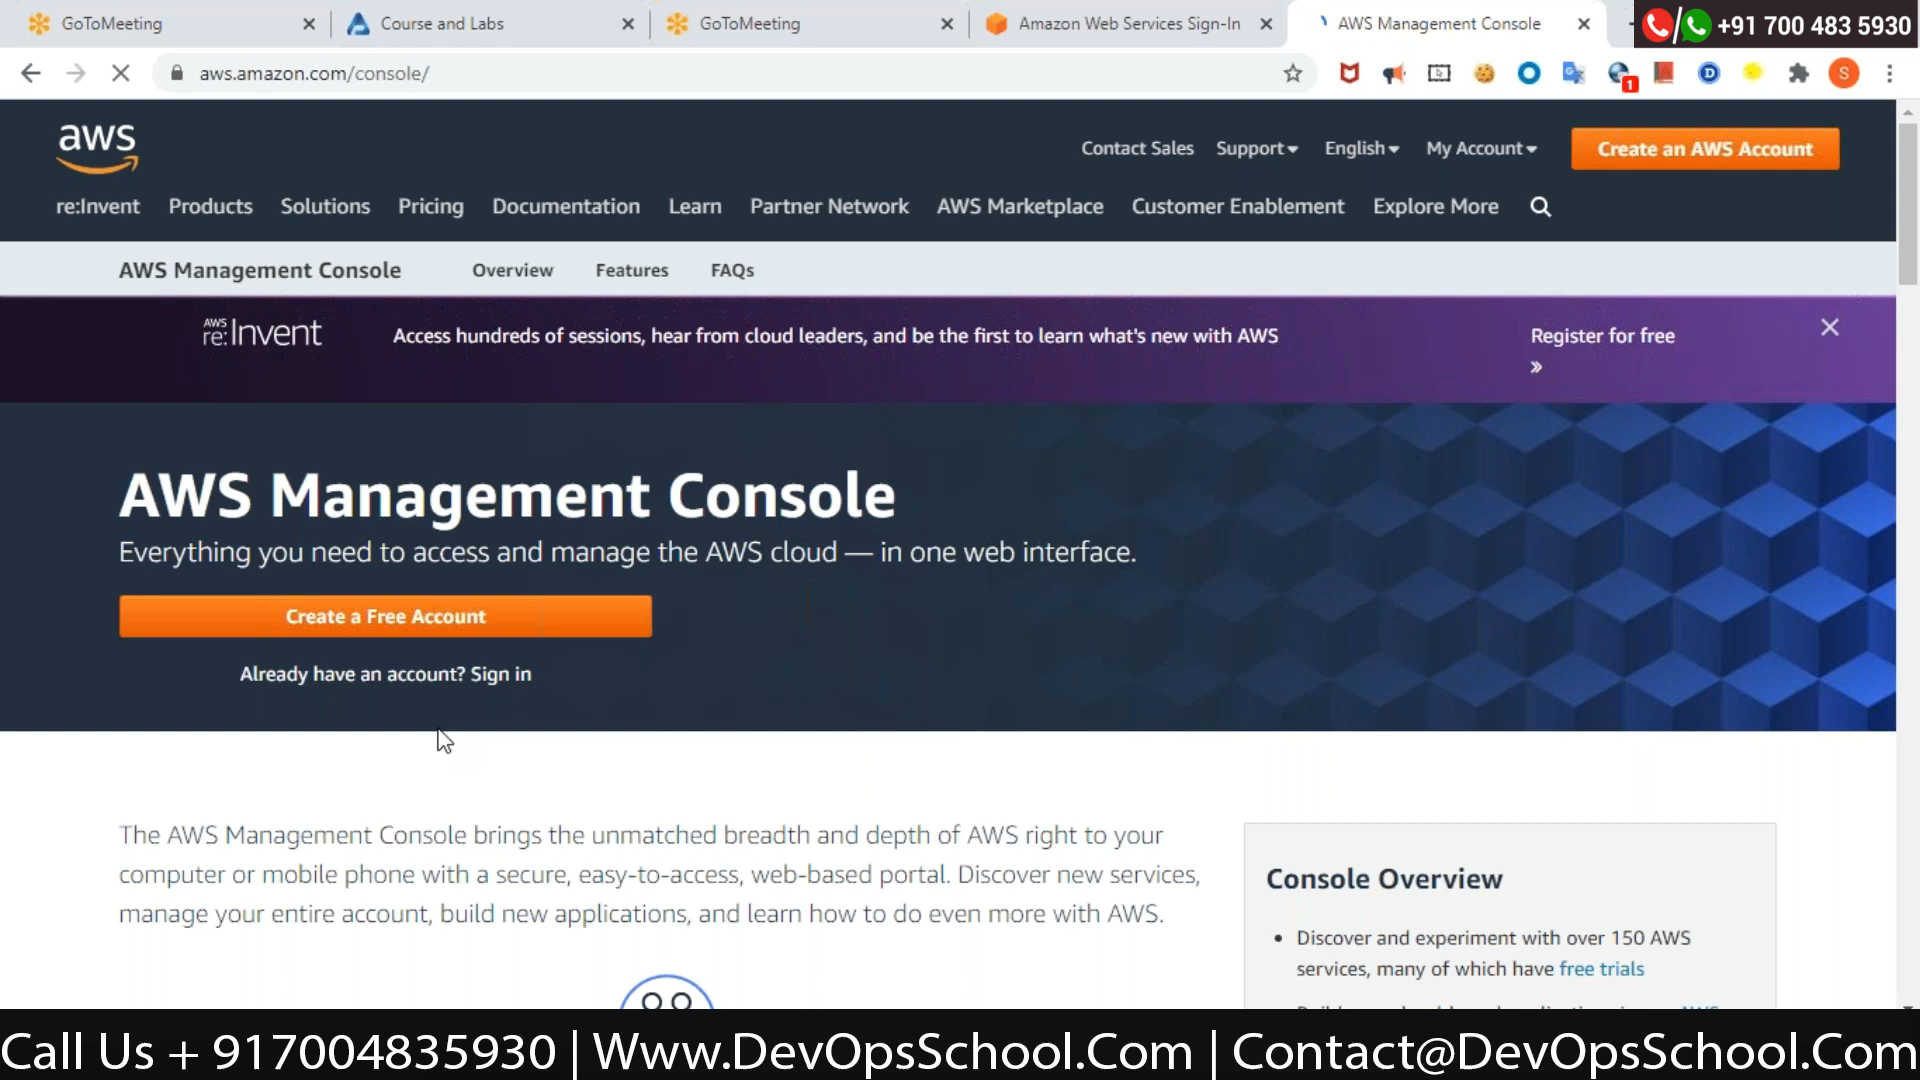 GoToMeeting
Course and Labs
GoToMeeting
Amazon Web Services Sign-In
AWS Management Console
+91 700 483 5930
aws.amazon.com/console/
1
D
S
aws
Contact Sales
Support
English
My Account
Create an AWS Account
re:Invent
Products
Solutions
Pricing
Documentation
Learn
Partner Network
AWS Marketplace
Customer Enablement
Explore More
AWS Management Console
Overview
Features
FAQs
AWS
re:Invent
Access hundreds of sessions, hear from cloud leaders, and be the first to learn what's new with AWS
Register for free
»
AWS Management Console
Everything you need to access and manage the AWS cloud — in one web interface.
Create a Free Account
Already have an account? Sign in
The AWS Management Console brings the unmatched breadth and depth of AWS right to your
computer or mobile phone with a secure, easy-to-access, web-based portal. Discover new services,
manage your entire account, build new applications, and learn how to do even more with AWS.
Console Overview
• Discover and experiment with over 150 AWS
services, many of which have free trials
Call Us + 917004835930 | Www.DevOpsSchool.Com | Contact@DevOpsSchool.Com